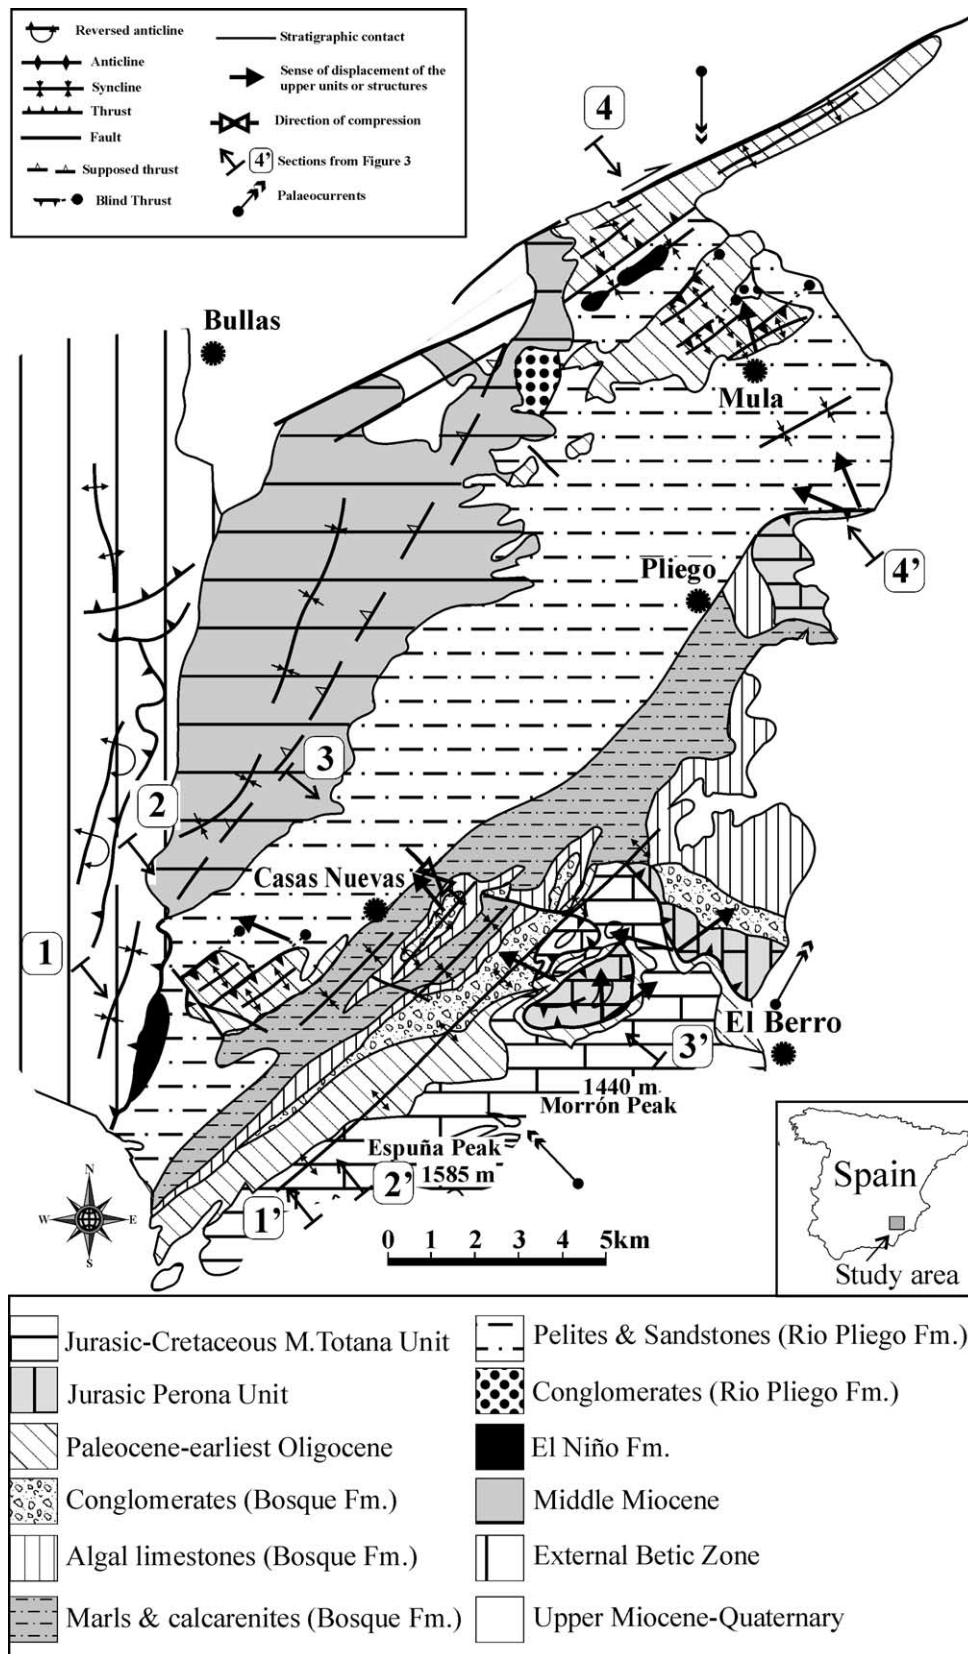 Reversed anticline
Anticline
Syncline
Thrust
Fault
Supposed thrust
Blind Thrust
Stratigraphic contact
Sense of displacement of the
upper units or structures
Direction of compression
4' Sections from Figure 3
Palaeocurrents
4
Bullas
Mula
4'
Pliego
3
2
Casas Nuevas
1
El Berro
3'
1440 m.
Morrón Peak
Espuña Peak
1585 m
2'
1'
N
W E
S
0 1 2 3 4 5km
Spain
Study area
Jurasic-Cretaceous M.Totana Unit
Jurasic Perona Unit
Paleocene-earliest Oligocene
Conglomerates (Bosque Fm.)
Algal limestones (Bosque Fm.)
Marls & calcarenites (Bosque Fm.)
Pelites & Sandstones (Rio Pliego Fm.)
Conglomerates (Rio Pliego Fm.)
El Niño Fm.
Middle Miocene
External Betic Zone
Upper Miocene-Quaternary